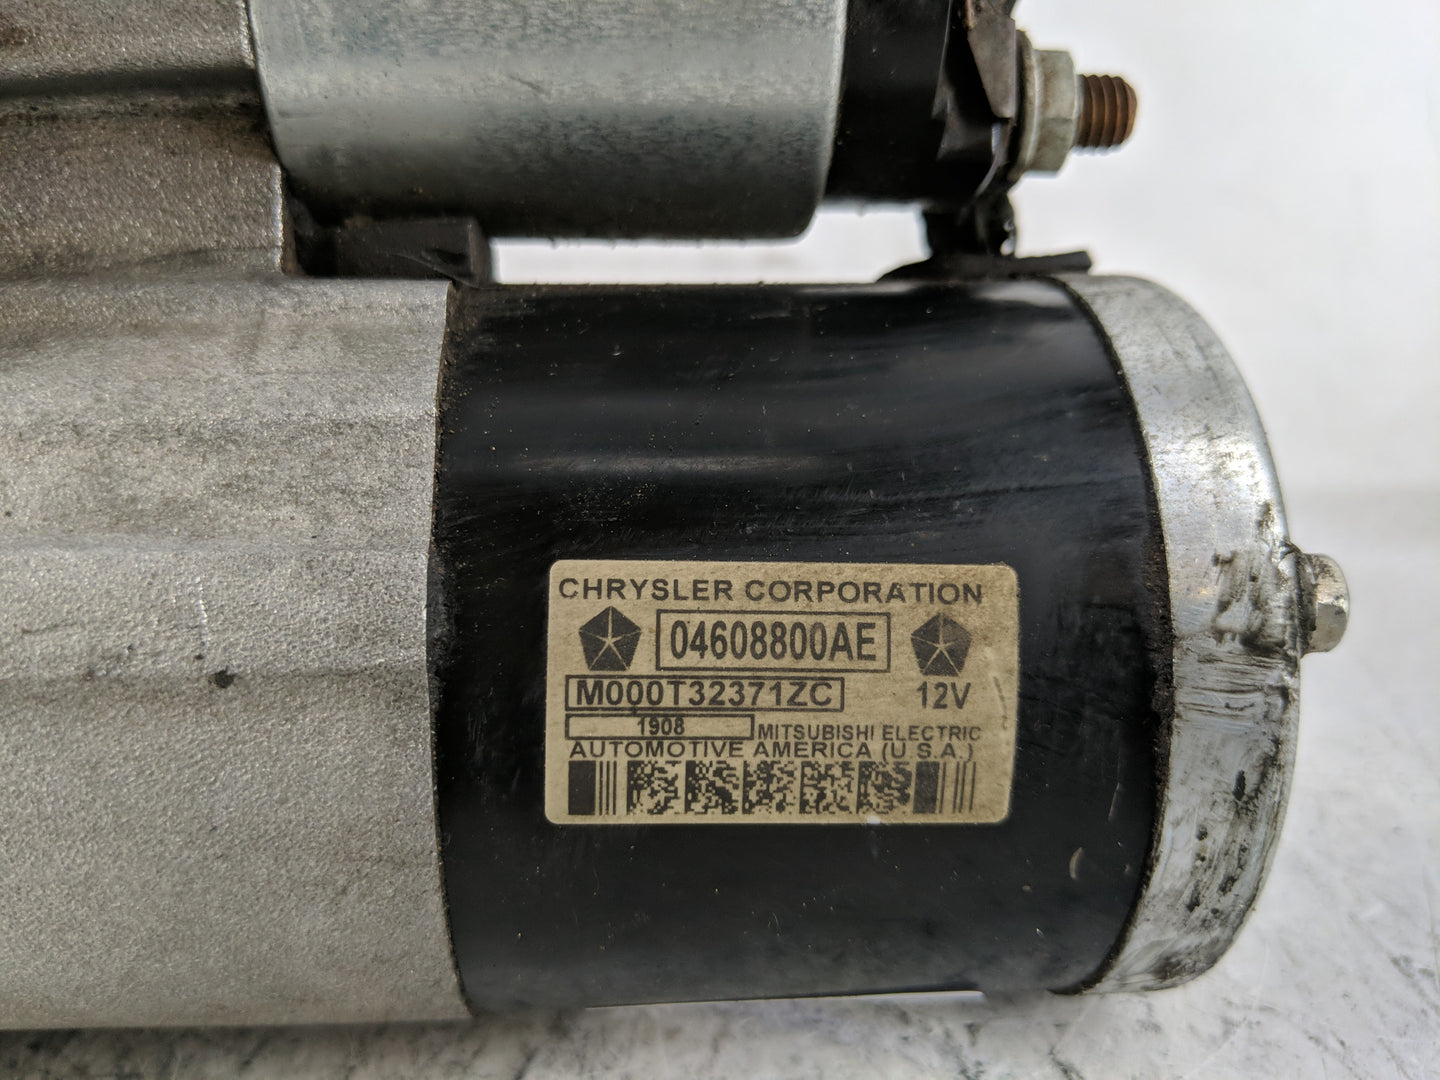 CHRYSLER CORPORATION
04608800AE
M000T32371ZC 12V
1908 MITSUBISHI ELECTRIC
AUTOMOTIVE AMERICA (U.S.A.)